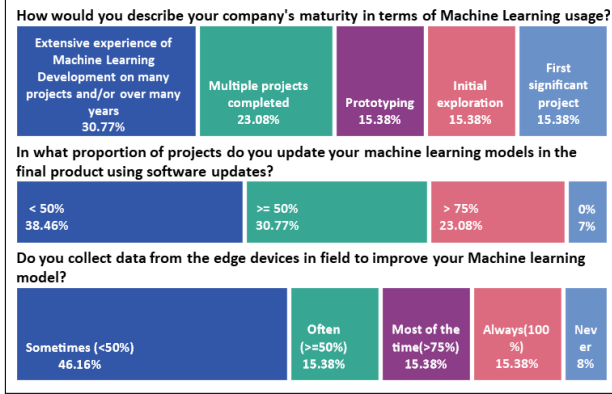 How would you describe your company's maturity in terms of Machine Learning usage?
Extensive experience of
Machine Learning
Development on many
projects and/or over many
years
30.77%
Multiple projects
completed
23.08%
Prototyping
15.38%
Initial
exploration
15.38%
First
significant
project
15.38%
In what proportion of projects do you update your machine learning models in the
final product using software updates?
< 50%
38.46%
>= 50%
30.77%
> 75%
23.08%
0%
7%
Do you collect data from the edge devices in field to improve your Machine learning
model?
Sometimes (<50%)
46.16%
Often
(>=50%)
15.38%
Most of the
time(>75%)
15.38%
Always(100
%)
15.38%
Nev
er
8%